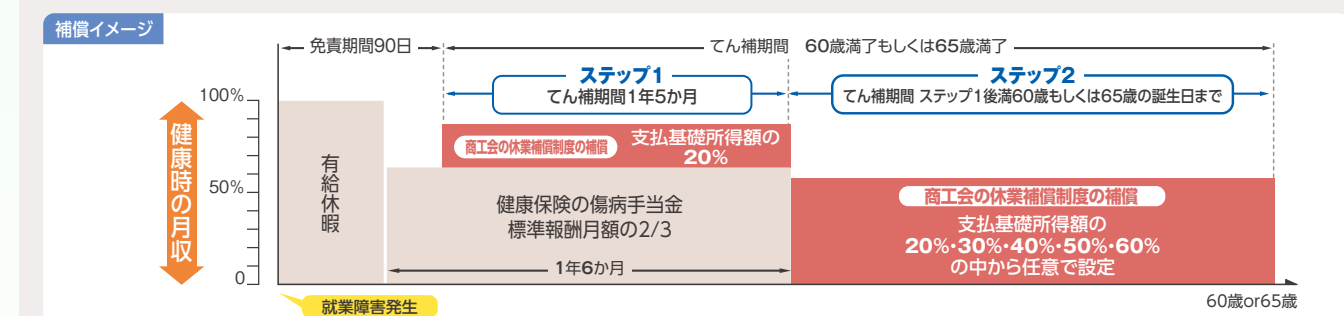 補償イメージ
免責期間90日
てん補期間 60歳満了もしくは65歳満了
ステップ1
てん補期間1年5か月
ステップ2
てん補期間 ステップ1後満60歳もしくは65歳の誕生日まで
100%
50%
0
健康時の月収
有給休暇
商工会の休業補償制度の補償
支払基礎所得額の
20%
健康保険の傷病手当金
標準報酬月額の2/3
1年6か月
商工会の休業補償制度の補償
支払基礎所得額の
20%・30%・40%・50%・60%
の中から任意で設定
就業障害発生
60歳or65歳